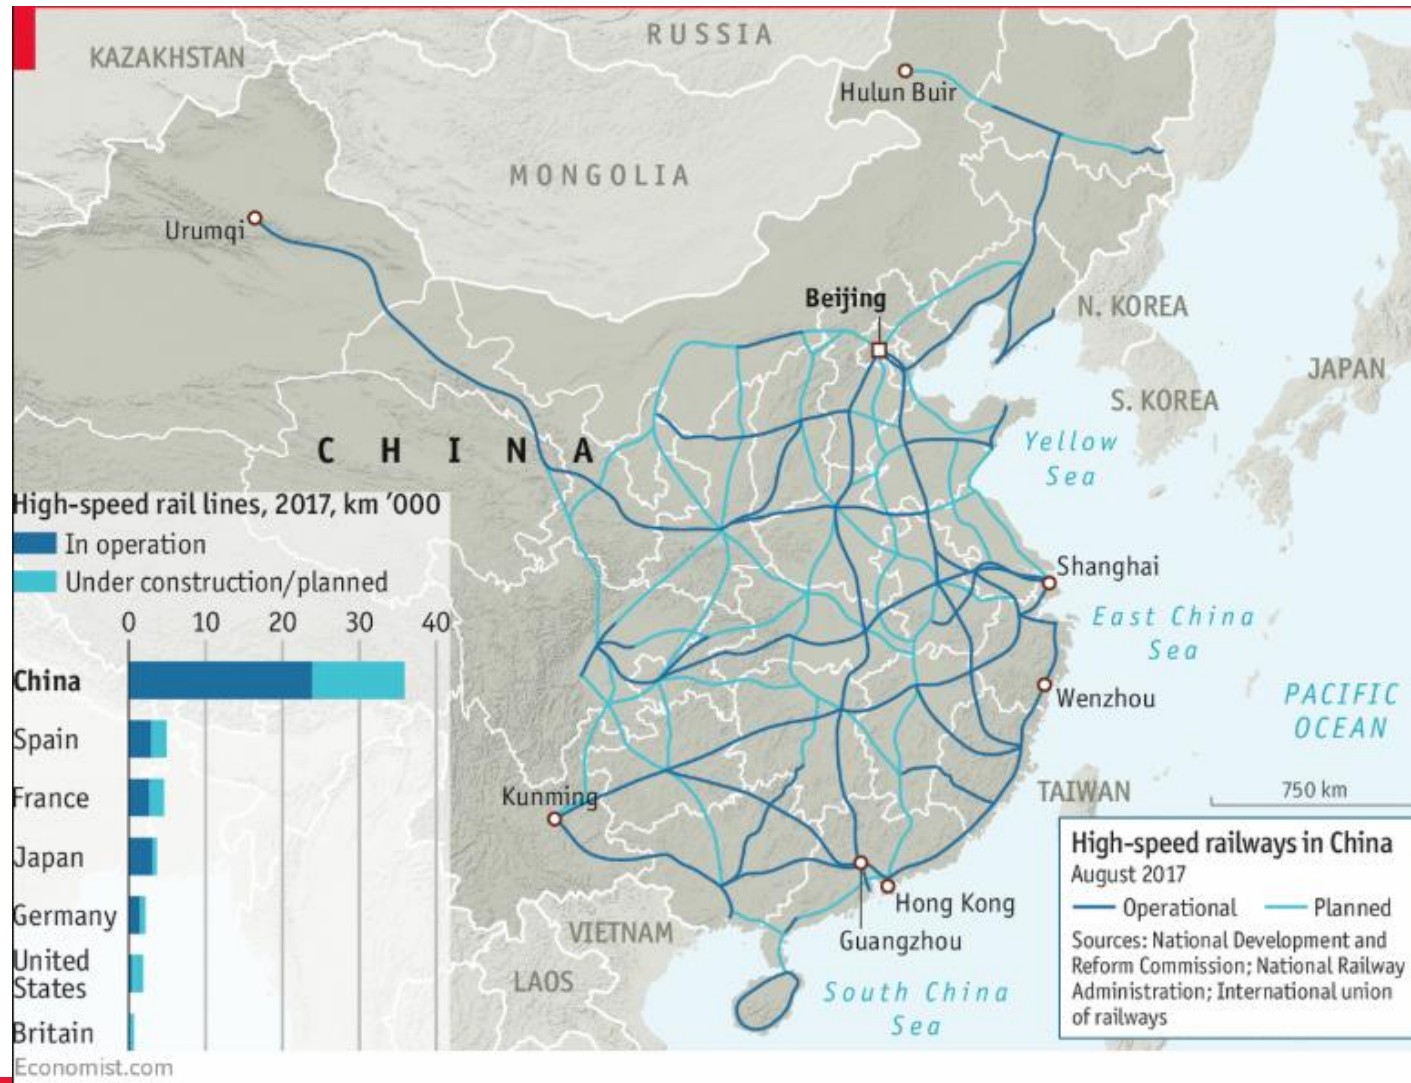 RUSSIA
KAZAKHSTAN
Hulun Buir
MONGOLIA
Urumqi
Beijing
N. KOREA
JAPAN
S. KOREA
CHINA
Yellow
Sea
High-speed rail lines, 2017, km ’000
In operation
Under construction/planned
0 10 20 30 40
China
Spain
France
Japan
Germany
United
States
Britain
Shanghai
East China
Sea
Wenzhou
PACIFIC
OCEAN
Kunming
TAIWAN
750 km
Hong Kong
Guangzhou
VIETNAM
LAOS
South China
Sea
High-speed railways in China
August 2017
Operational Planned
Sources: National Development and
Reform Commission; National Railway
Administration; International union
of railways
Economist.com